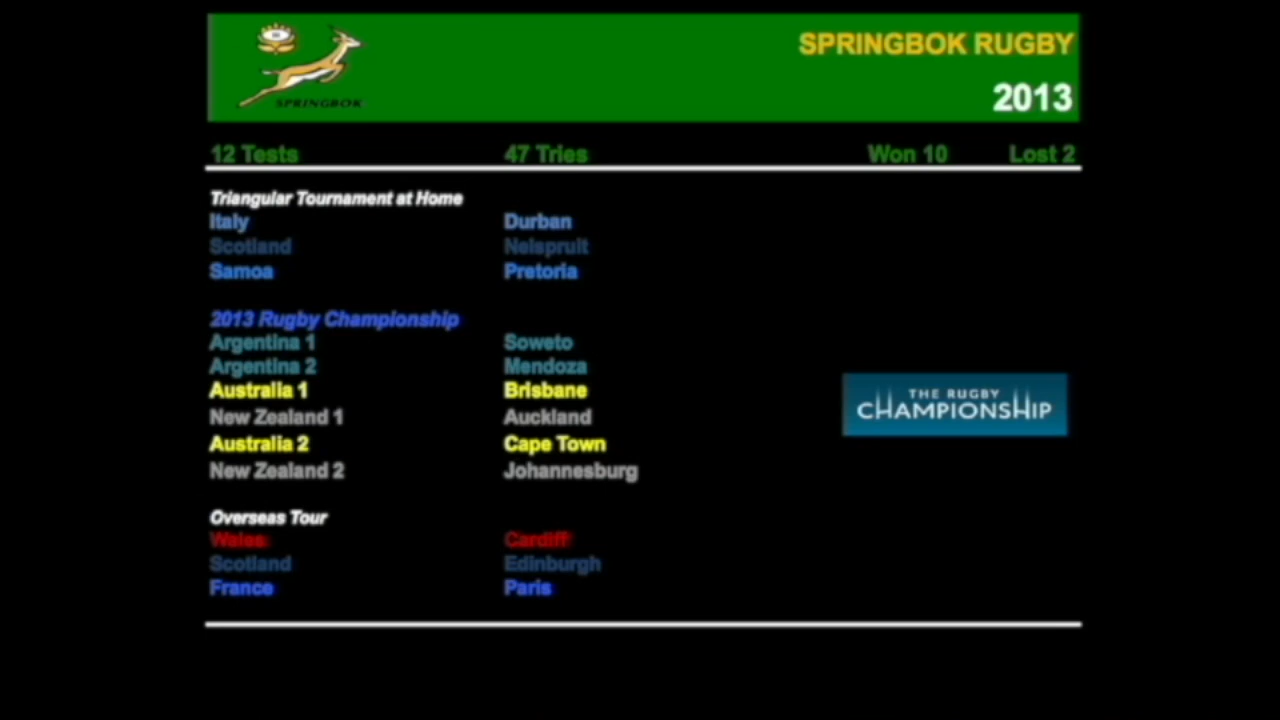 SPRINGBOK
SPRINGBOK RUGBY
2013
12 Tests 47 Tries Won 10 Lost 2
Triangular Tournament at Home
Italy Durban
Scotland Nelspruit
Samoa Pretoria
2013 Rugby Championship
Argentina 1 Soweto
Argentina 2 Mendoza
Australia 1 Brisbane
New Zealand 1 Auckland
Australia 2 Cape Town
New Zealand 2 Johannesburg
THE RUGBY
CHAMPIONSHIP
Overseas Tour
Wales Cardiff
Scotland Edinburgh
France Paris